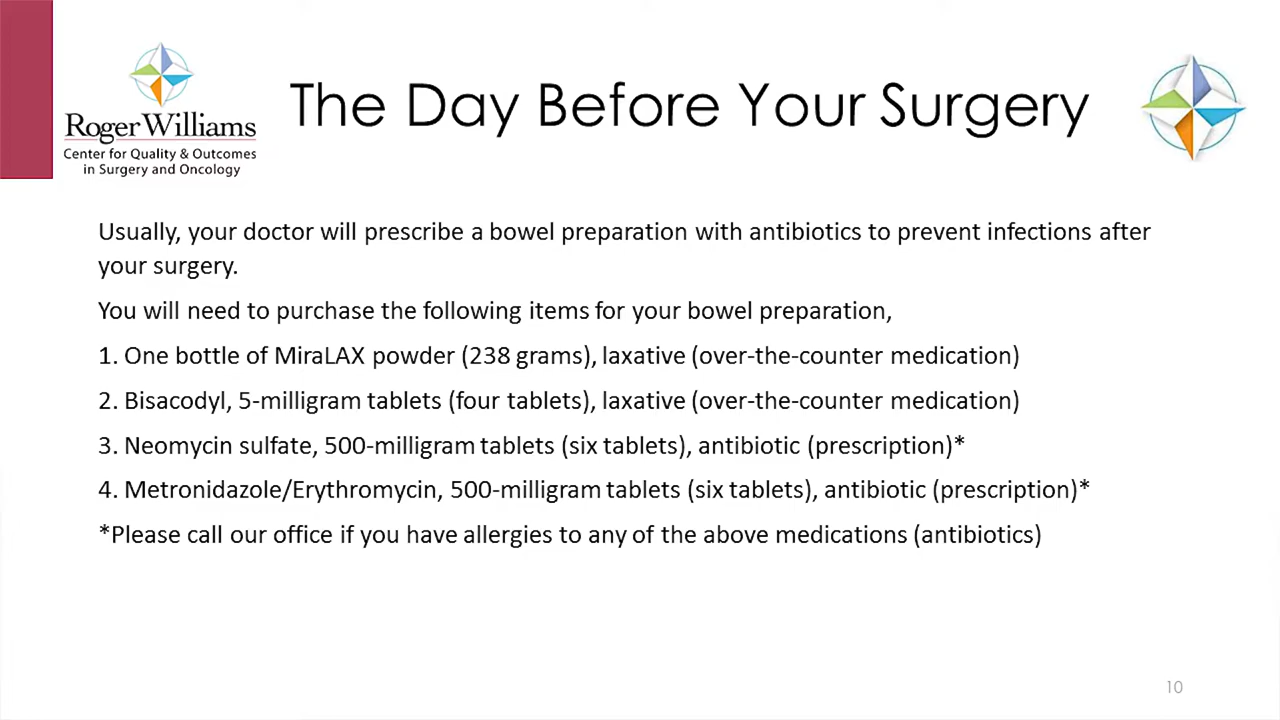 The Day Before Your Surgery
Roger Williams
Center for Quality & Outcomes
in Surgery and Oncology
Usually, your doctor will prescribe a bowel preparation with antibiotics to prevent infections after
your surgery.
You will need to purchase the following items for your bowel preparation,
1. One bottle of MiraLAX powder (238 grams), laxative (over-the-counter medication)
2. Bisacodyl, 5-milligram tablets (four tablets), laxative (over-the-counter medication)
3. Neomycin sulfate, 500-milligram tablets (six tablets), antibiotic (prescription)*
4. Metronidazole/Erythromycin, 500-milligram tablets (six tablets), antibiotic (prescription)*
*Please call our office if you have allergies to any of the above medications (antibiotics)
10